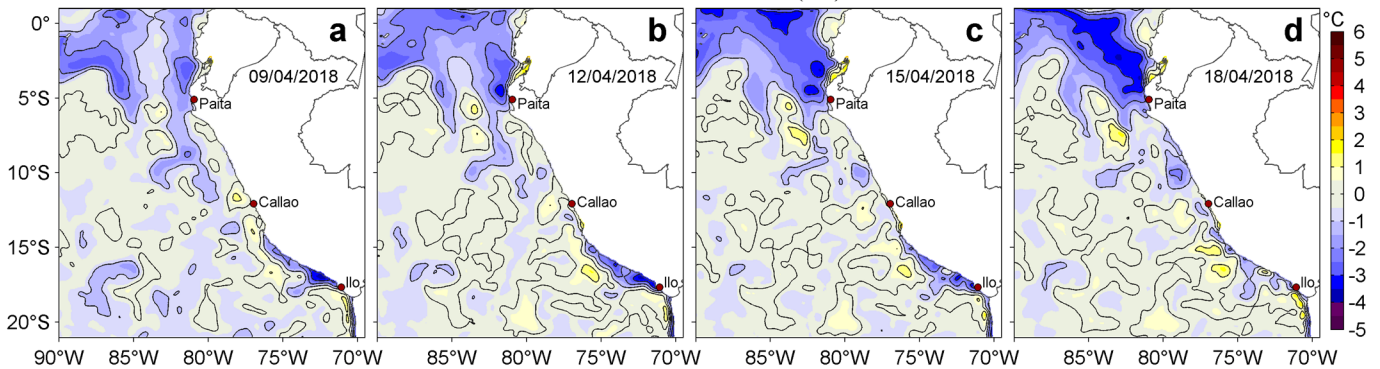 0°
5°S
10°S
15°S
20°S
90°W
85°W
80°W
75°W
70°W
a
09/04/2018
Paita
Callao
Ilo
85°W
80°W
75°W
70°W
b
12/04/2018
Paita
Callao
Ilo
85°W
80°W
75°W
70°W
c
15/04/2018
Paita
Callao
Ilo
85°W
80°W
75°W
70°W
d
18/04/2018
Paita
Callao
Ilo
°C
6
5
4
3
2
1
0
-1
-2
-3
-4
-5